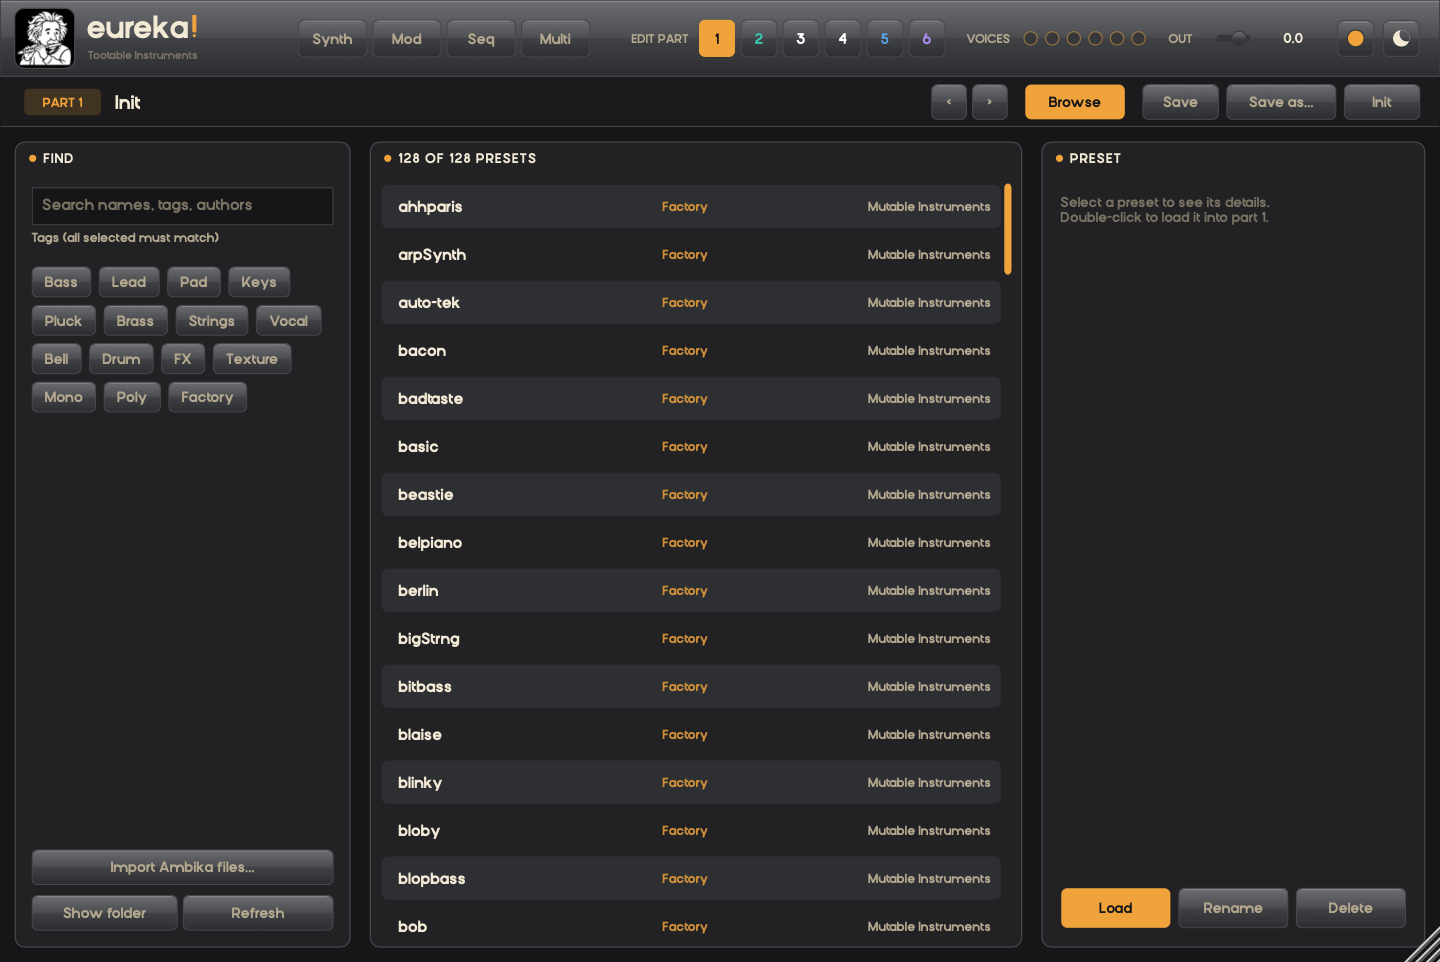 eureka!
Tootable Instruments
Synth Mod Seq Multi
EDIT PART 1 2 3 4 5 6
VOICES
OUT 0.0
PART 1 Init
‹ › Browse Save Save as... Init
FIND
Search names, tags, authors
Tags (all selected must match)
Bass Lead Pad Keys
Pluck Brass Strings Vocal
Bell Drum FX Texture
Mono Poly Factory
Import Ambika files...
Show folder Refresh
128 OF 128 PRESETS
ahhparis Factory Mutable Instruments
arpSynth Factory Mutable Instruments
auto-tek Factory Mutable Instruments
bacon Factory Mutable Instruments
badtaste Factory Mutable Instruments
basic Factory Mutable Instruments
beastie Factory Mutable Instruments
belpiano Factory Mutable Instruments
berlin Factory Mutable Instruments
bigStrng Factory Mutable Instruments
bitbass Factory Mutable Instruments
blaise Factory Mutable Instruments
blinky Factory Mutable Instruments
bloby Factory Mutable Instruments
blopbass Factory Mutable Instruments
bob Factory Mutable Instruments
PRESET
Select a preset to see its details.
Double-click to load it into part 1.
Load Rename Delete